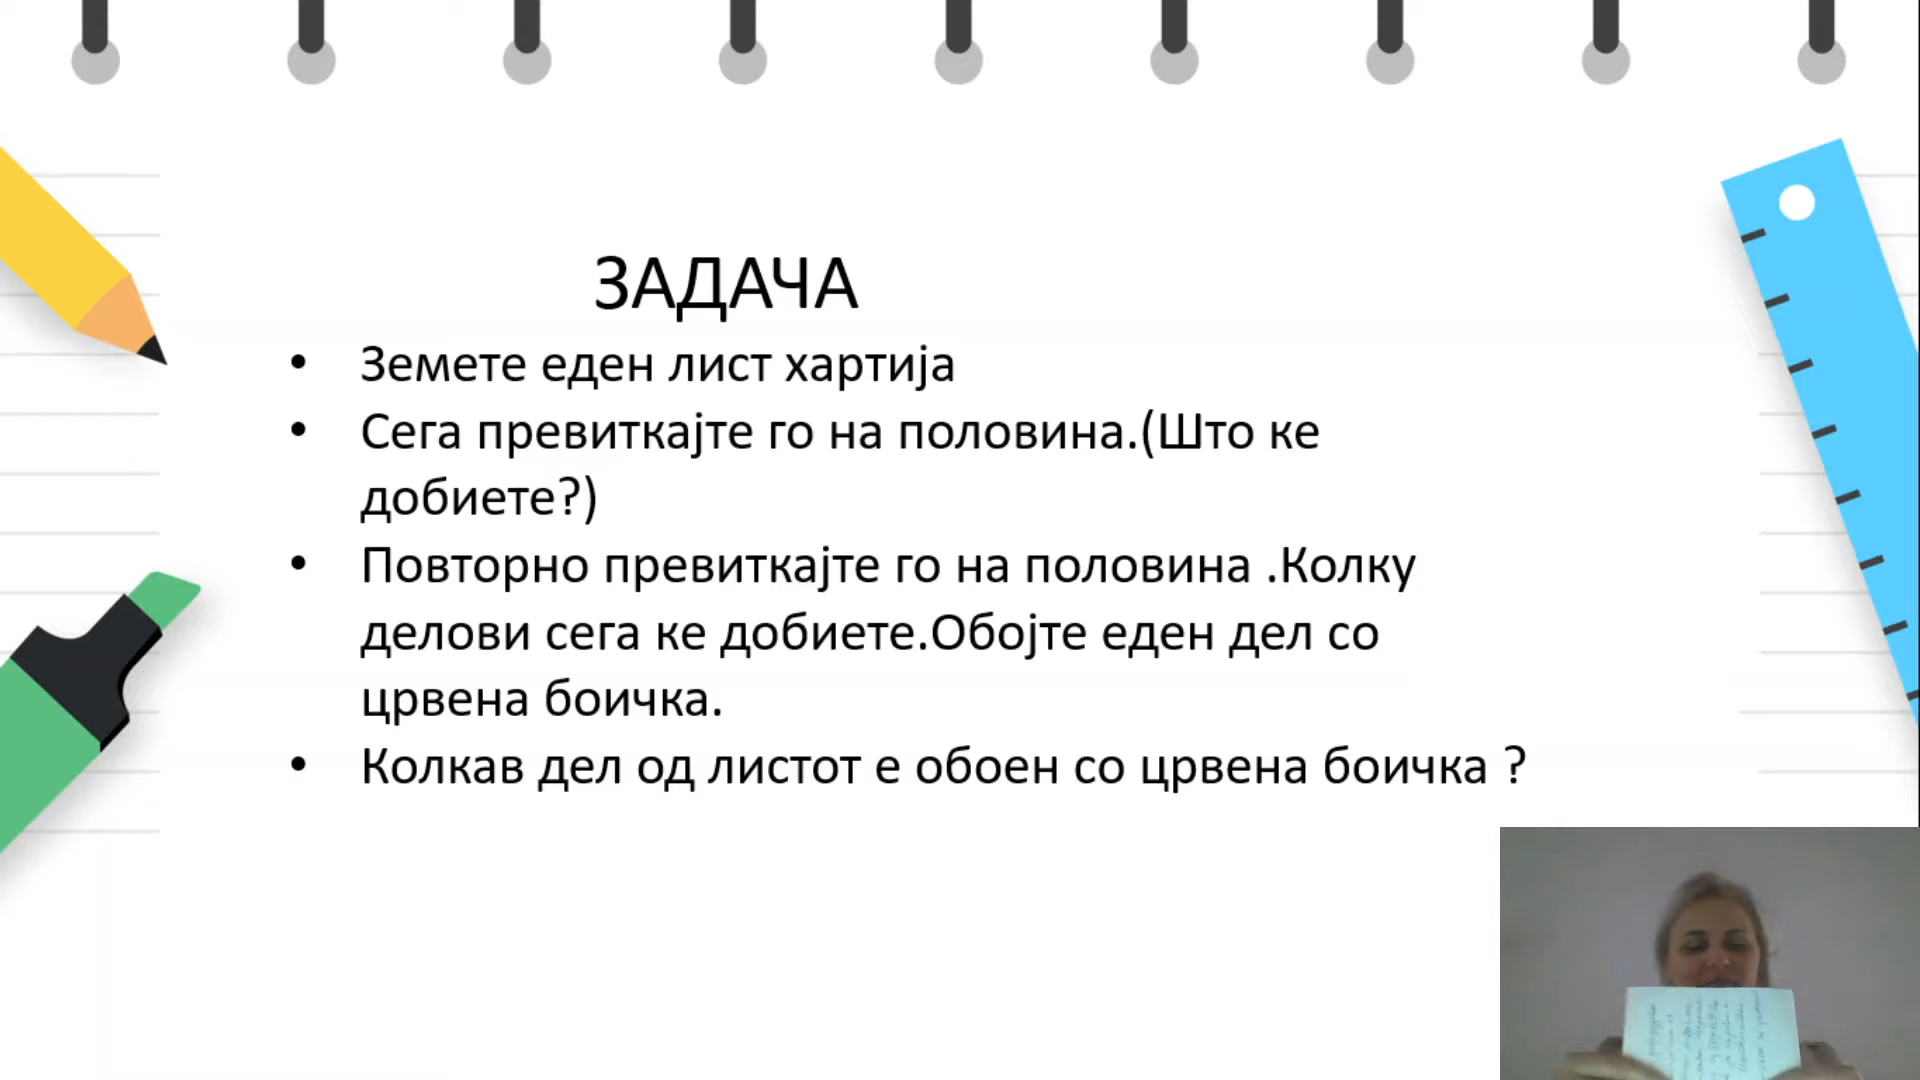 ЗАДАЧА
• Земете еден лист хартија
• Сега превиткајте го на половина.(Што ке
добиете?)
• Повторно превиткајте го на половина .Колку
делови сега ке добиете.Обојте еден дел со
црвена боичка.
• Колкав дел од листот е обоен со црвена боичка ?